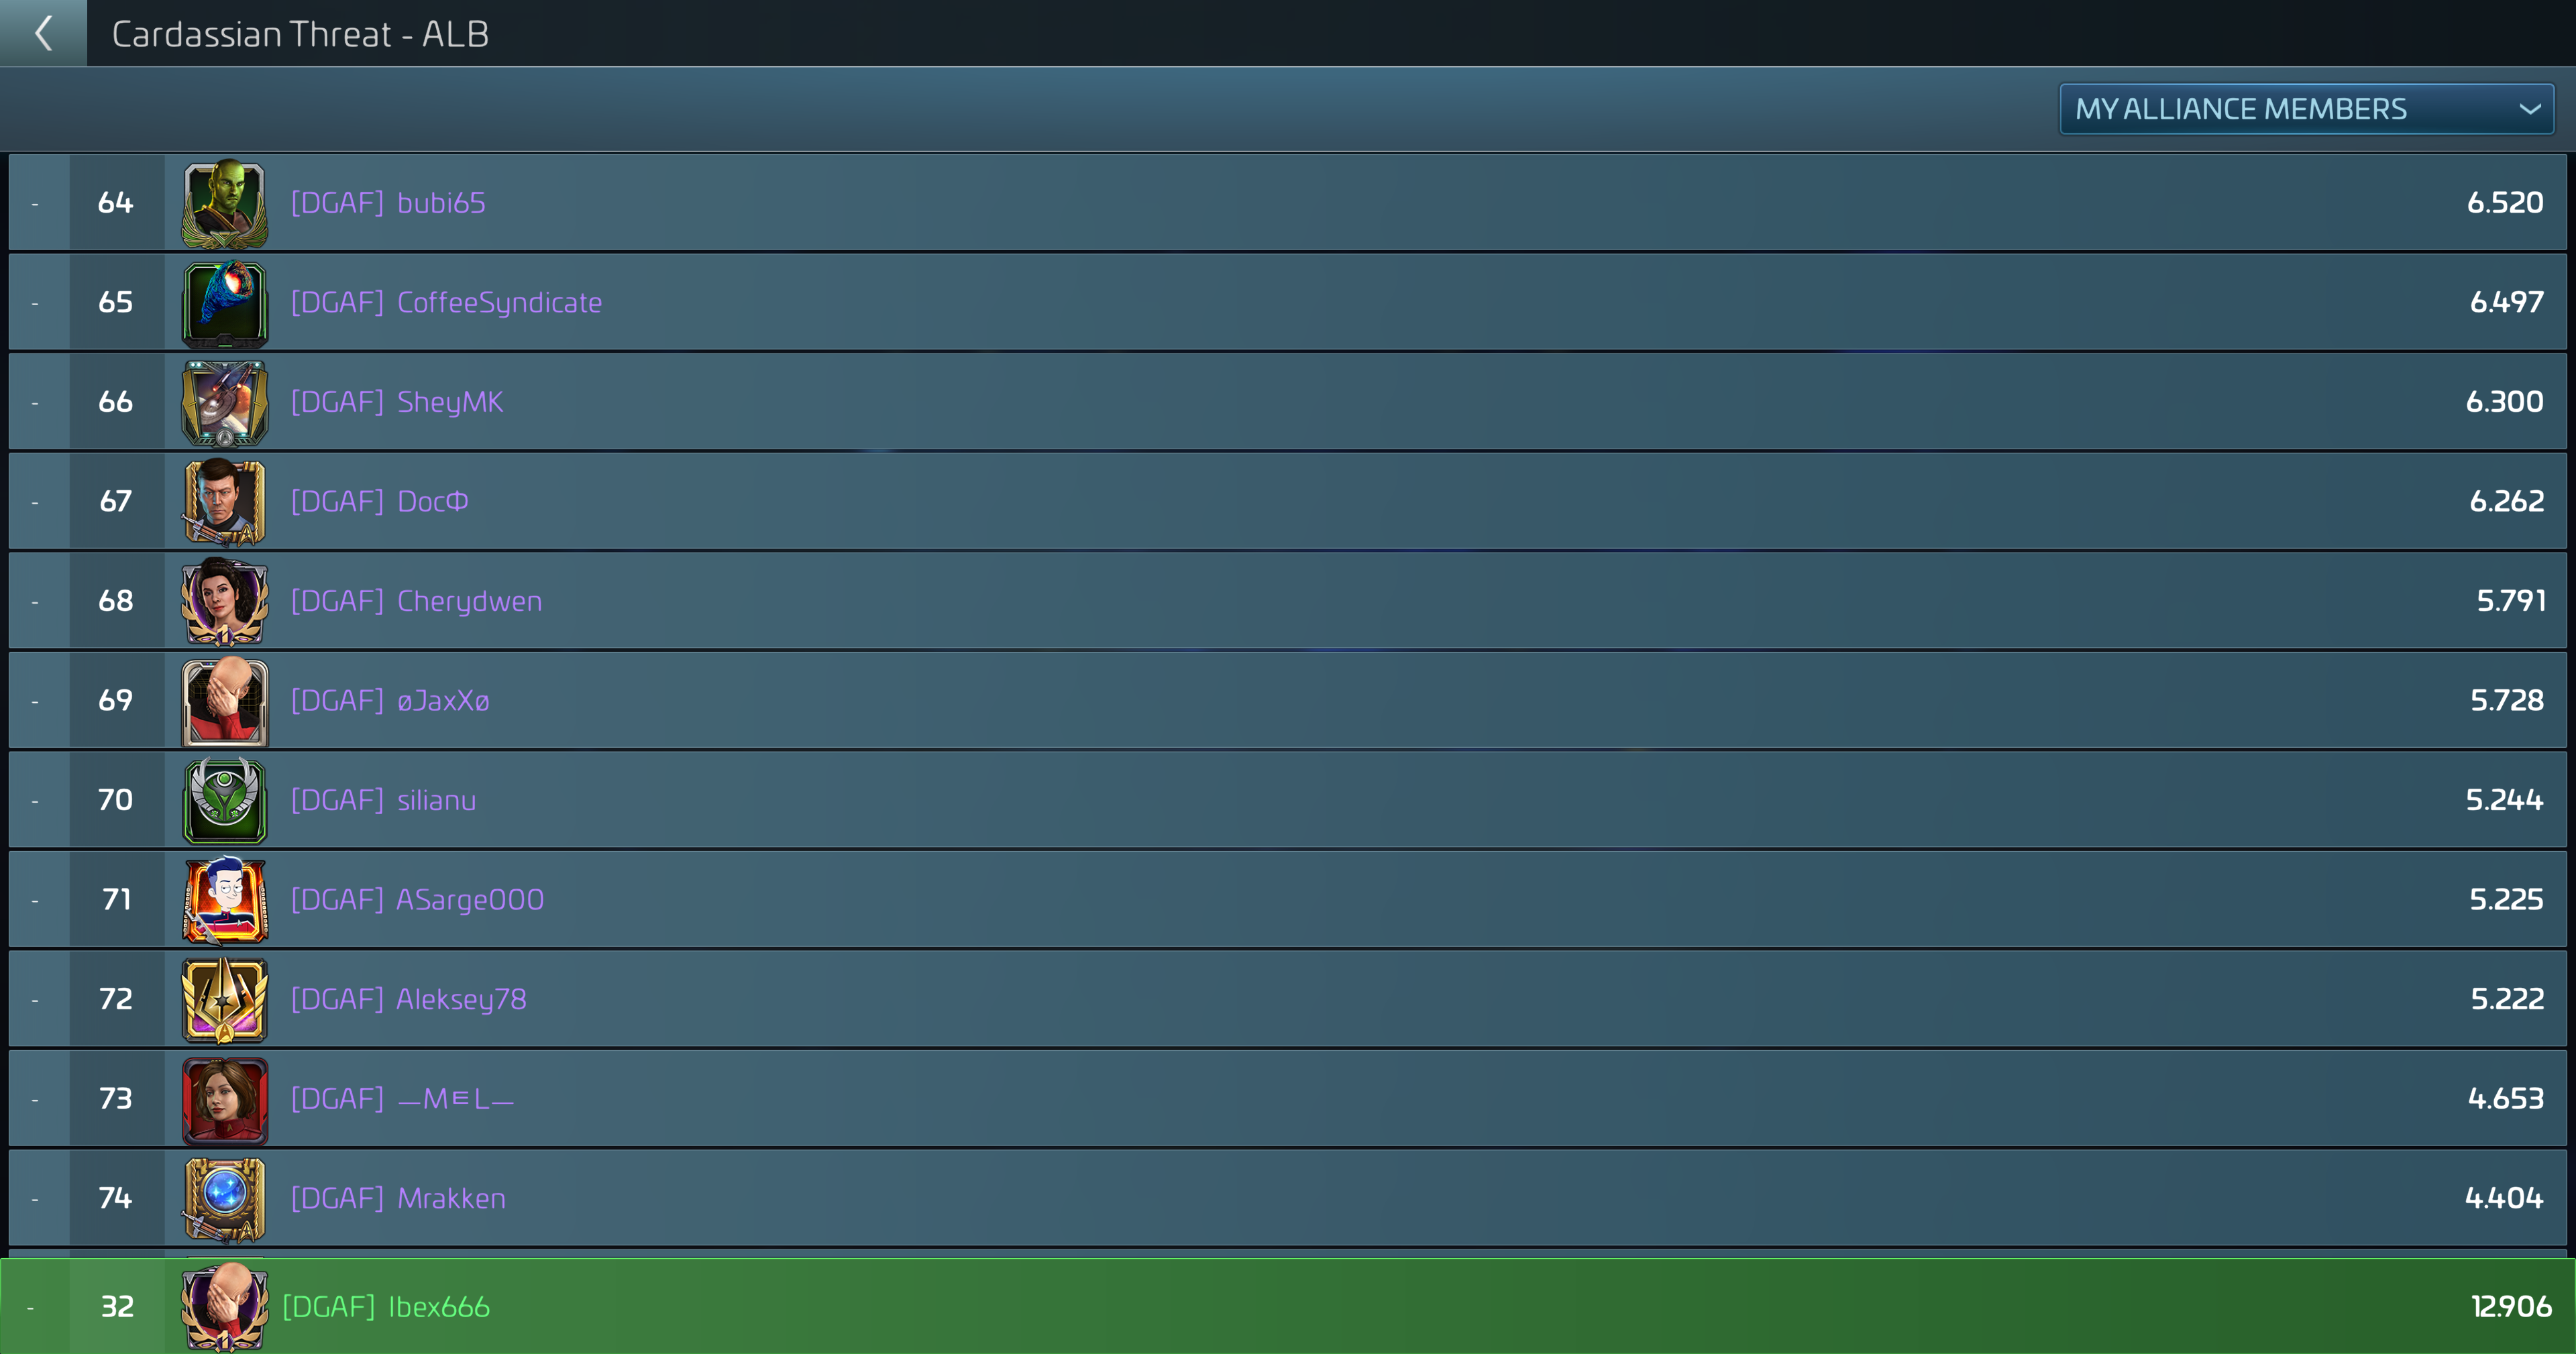 Cardassian Threat - ALB
MY ALLIANCE MEMBERS
- 64 [DGAF] bubi65 6.520
- 65 [DGAF] CoffeeSyndicate 6.497
- 66 [DGAF] SheyMK 6.300
- 67 [DGAF] DocФ 6.262
- 68 [DGAF] Cherydwen 5.791
- 69 [DGAF] øJaxXø 5.728
- 70 [DGAF] silianu 5.244
- 71 [DGAF] ASarge000 5.225
- 72 [DGAF] Aleksey78 5.222
- 73 [DGAF] —MΞL— 4.653
- 74 [DGAF] Mrakken 4.404
- 32 [DGAF] Ibex666 12.906